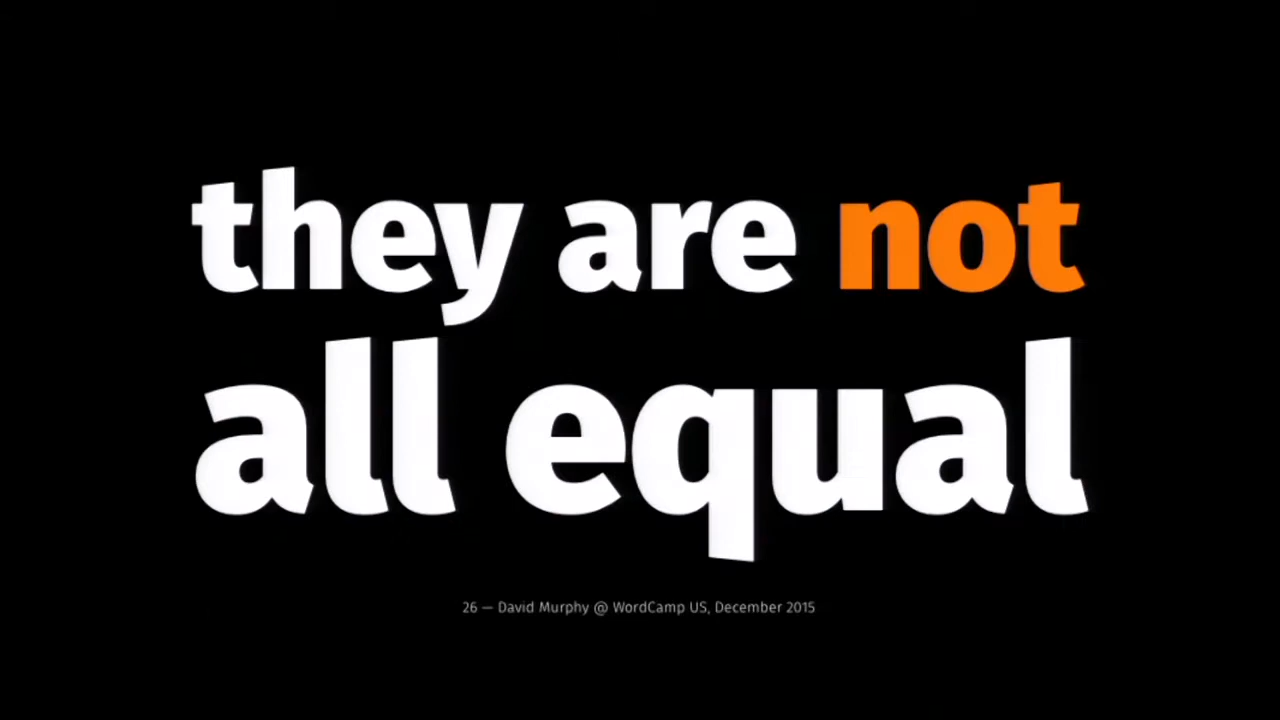 they are not
all equal
26 — David Murphy @ WordCamp US, December 2015